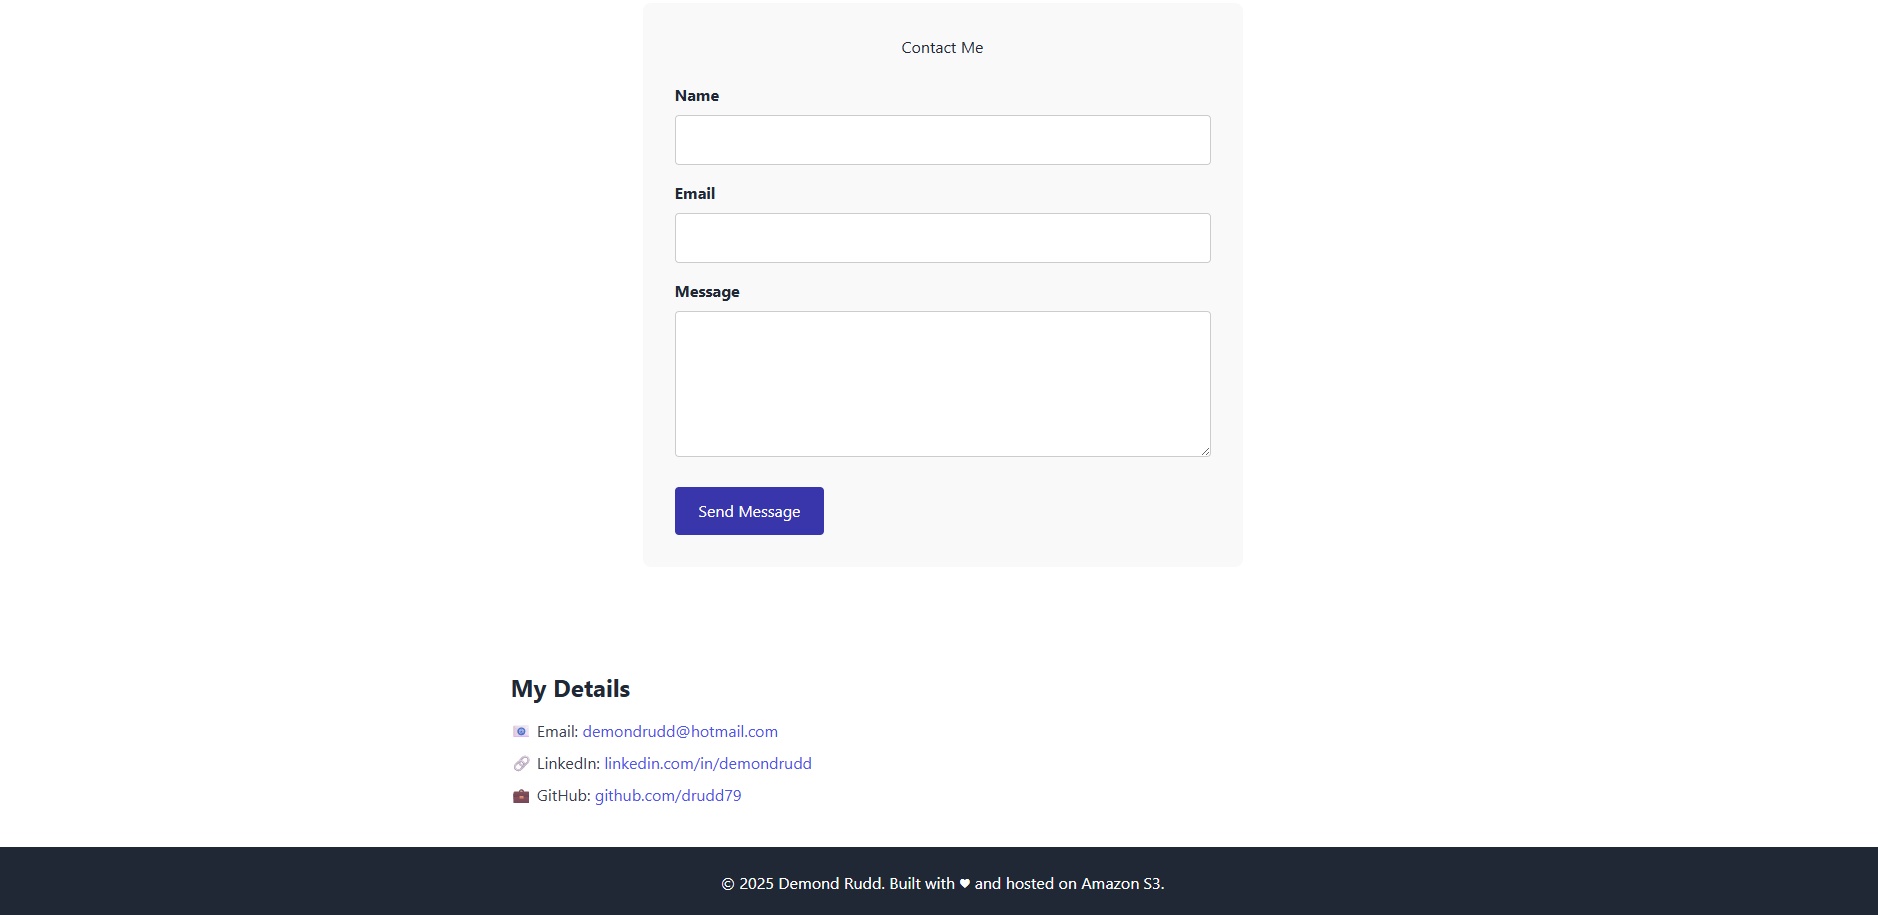 Contact Me
Name
Email
Message
Send Message
My Details
📧 Email: demondrudd@hotmail.com
🔗 LinkedIn: linkedin.com/in/demondrudd
💼 GitHub: github.com/drudd79
© 2025 Demond Rudd. Built with ♥ and hosted on Amazon S3.